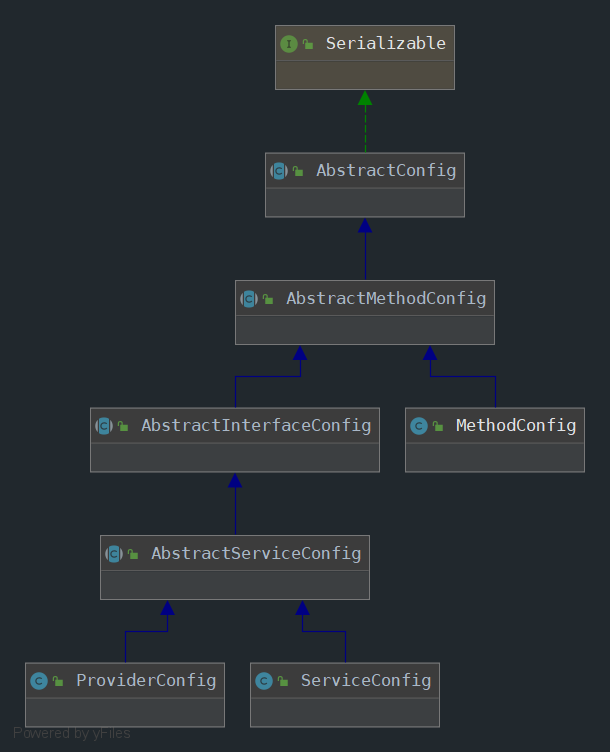 Serializable
AbstractConfig
AbstractMethodConfig
AbstractInterfaceConfig
MethodConfig
AbstractServiceConfig
ProviderConfig
ServiceConfig
Powered by yFiles